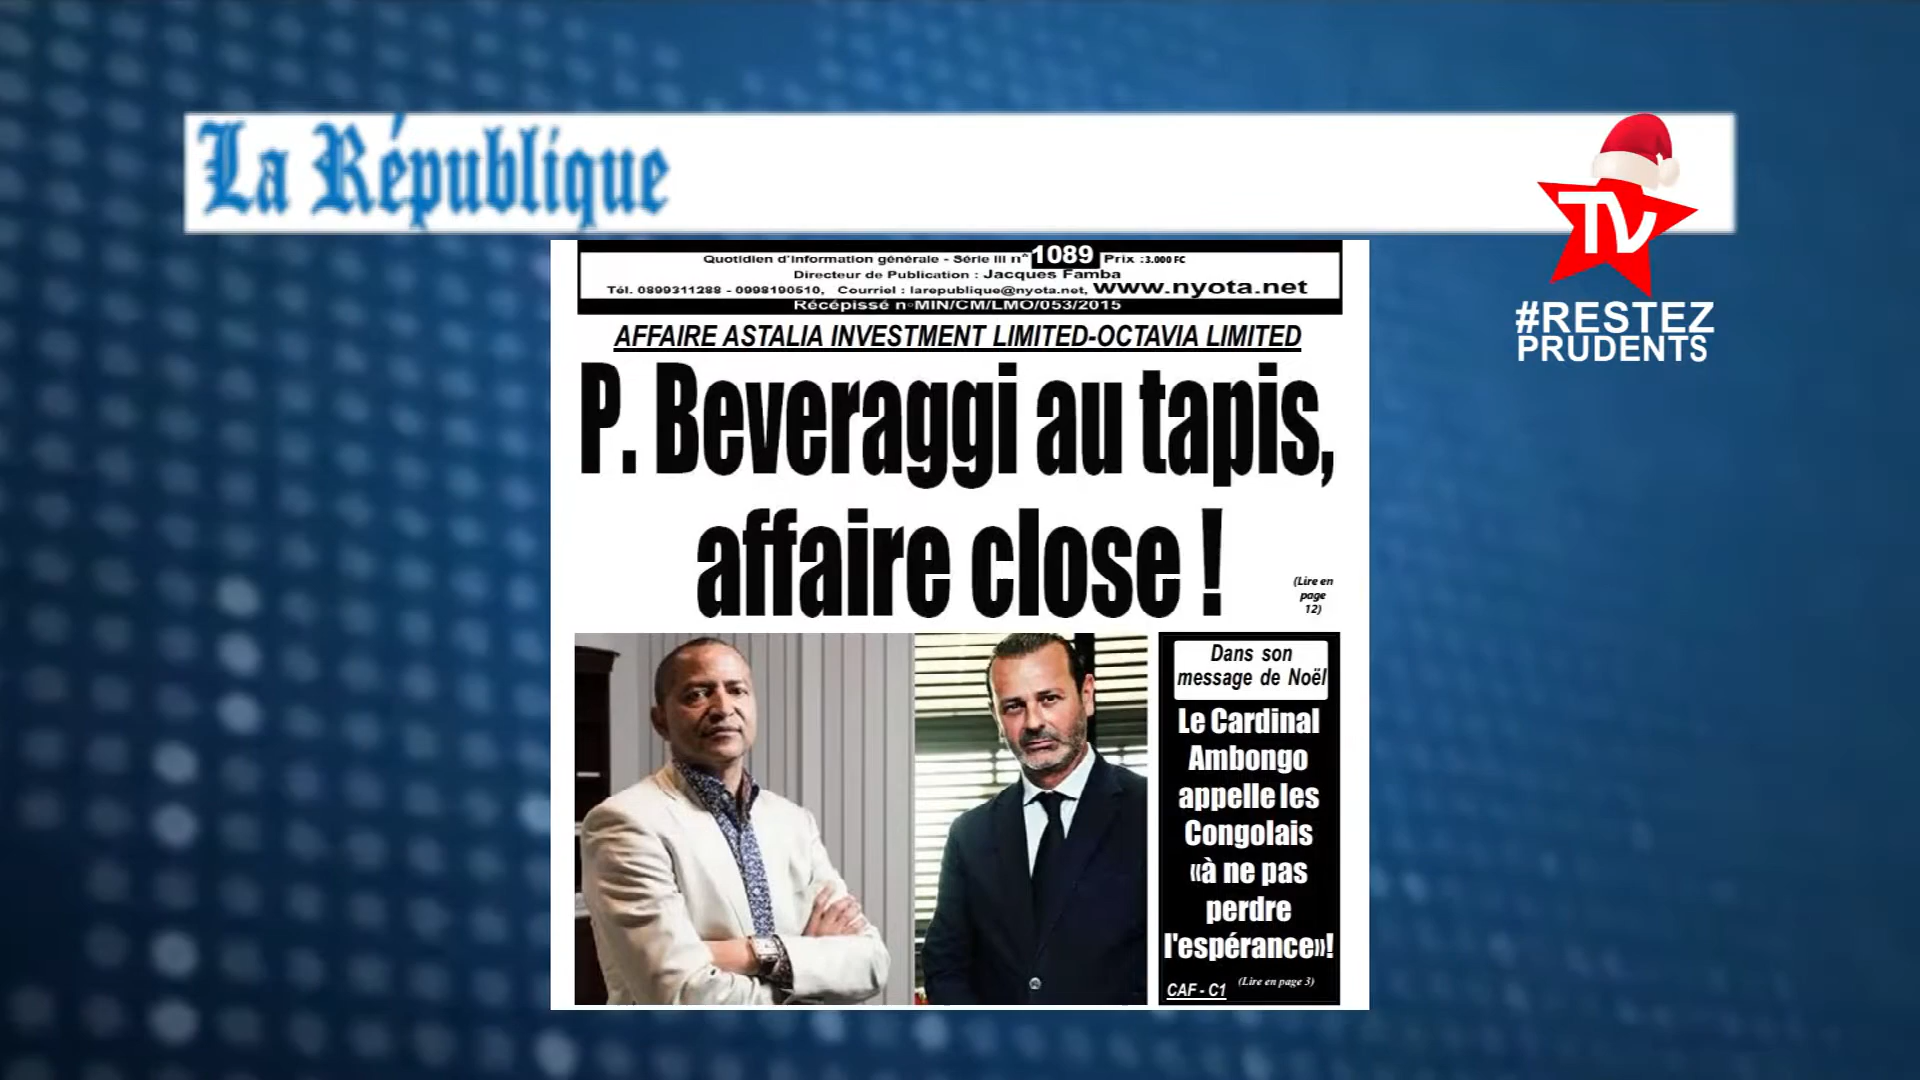 La République
TV
#RESTEZ
PRUDENTS
Quotidien d'Information générale - Série III n° 1089 Prix :3.000 FC
Directeur de Publication : Jacques Famba
Tél. 0899311288 - 0998190510, Courriel : larepublique@nyota.net, www.nyota.net
Récépissé n°MIN/CM/LMO/053/2015
AFFAIRE ASTALIA INVESTMENT LIMITED-OCTAVIA LIMITED
P. Beveraggi au tapis,
affaire close !
(Lire en
page
12)
Dans son
message de Noël
Le Cardinal
Ambongo
appelle les
Congolais
«à ne pas
perdre
l'espérance»!
(Lire en page 3)
CAF - C1